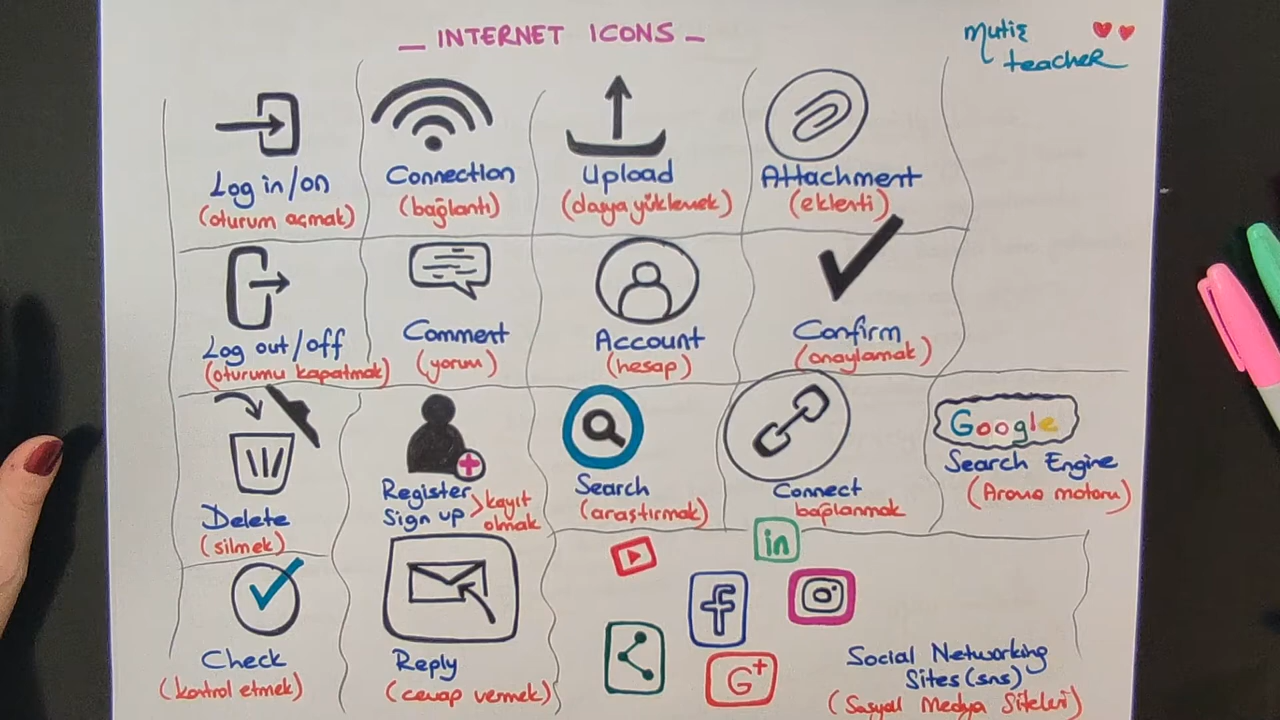 _ INTERNET ICONS _
Mutiş
teacher
Log in/on
(oturum açmak)
Connection
(bağlantı)
Upload
(dosya yüklemek)
Attachment
(eklenti)
Log out/off
(oturumu kapatmak)
Comment
(yorum)
Account
(hesap)
Confirm
(onaylamak)
Delete
(silmek)
Register
Sign up
kayıt
olmak
Search
(araştırmak)
Connect
bağlanmak
Google
Search Engine
(Arama motoru)
Check
(kontrol etmek)
Reply
(cevap vermek)
in
f
G+
Social Networking
Sites (sns)
(Sosyal Medya Siteleri)